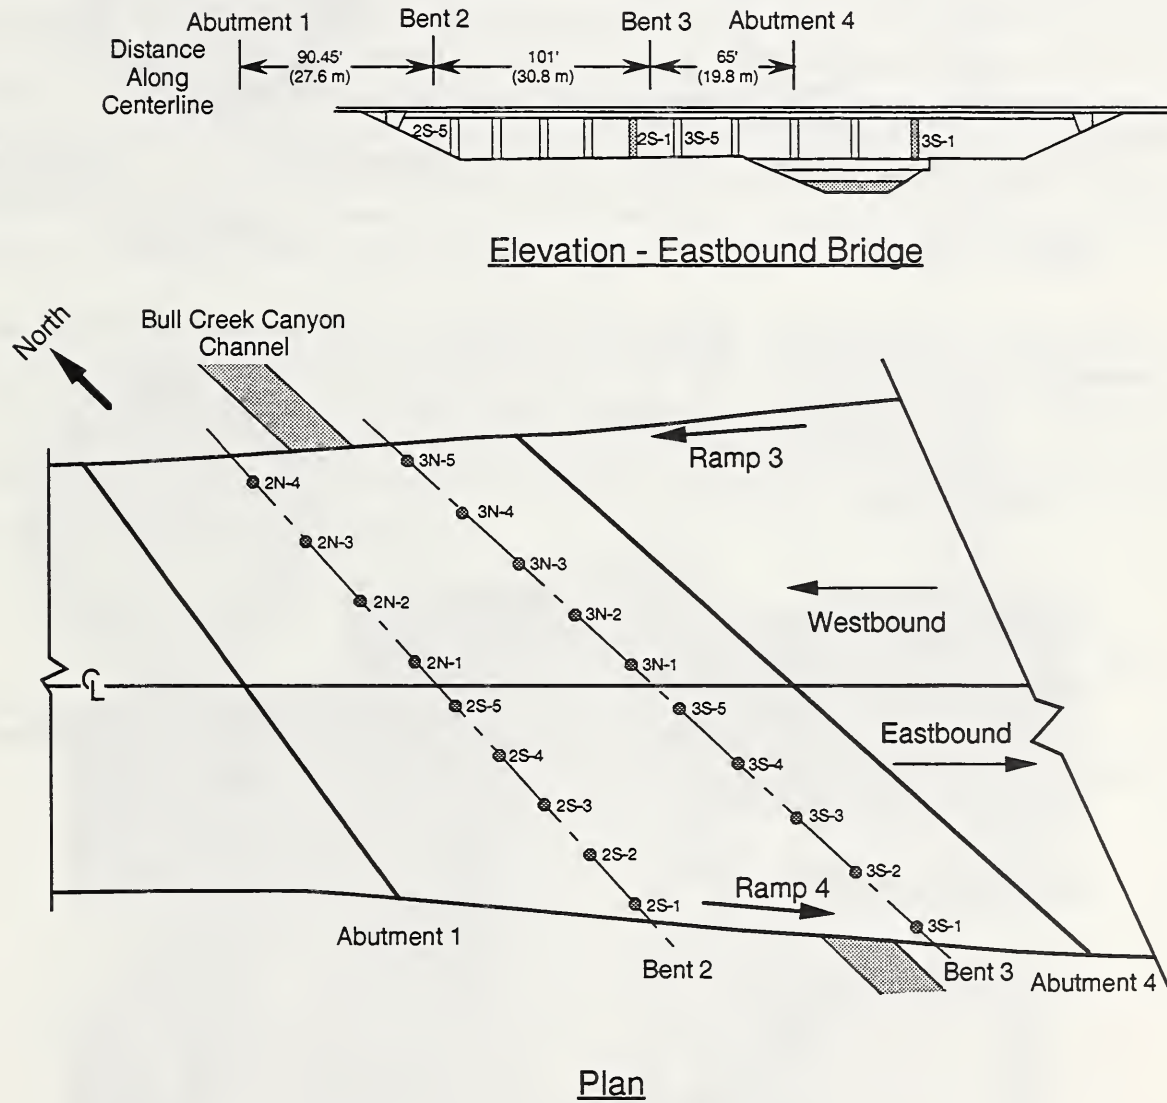 Abutment 1
Bent 2
Bent 3
Abutment 4
Distance
Along
Centerline
90.45'
(27.6 m)
101'
(30.8 m)
65'
(19.8 m)
2S-5
2S-1
3S-5
3S-1
Elevation - Eastbound Bridge
North
Bull Creek Canyon
Channel
Ramp 3
3N-5
2N-4
3N-4
2N-3
3N-3
Westbound
2N-2
3N-2
2N-1
3N-1
CL
2S-5
3S-5
Eastbound
2S-4
3S-4
2S-3
3S-3
2S-2
3S-2
Ramp 4
2S-1
3S-1
Abutment 1
Bent 2
Bent 3
Abutment 4
Plan